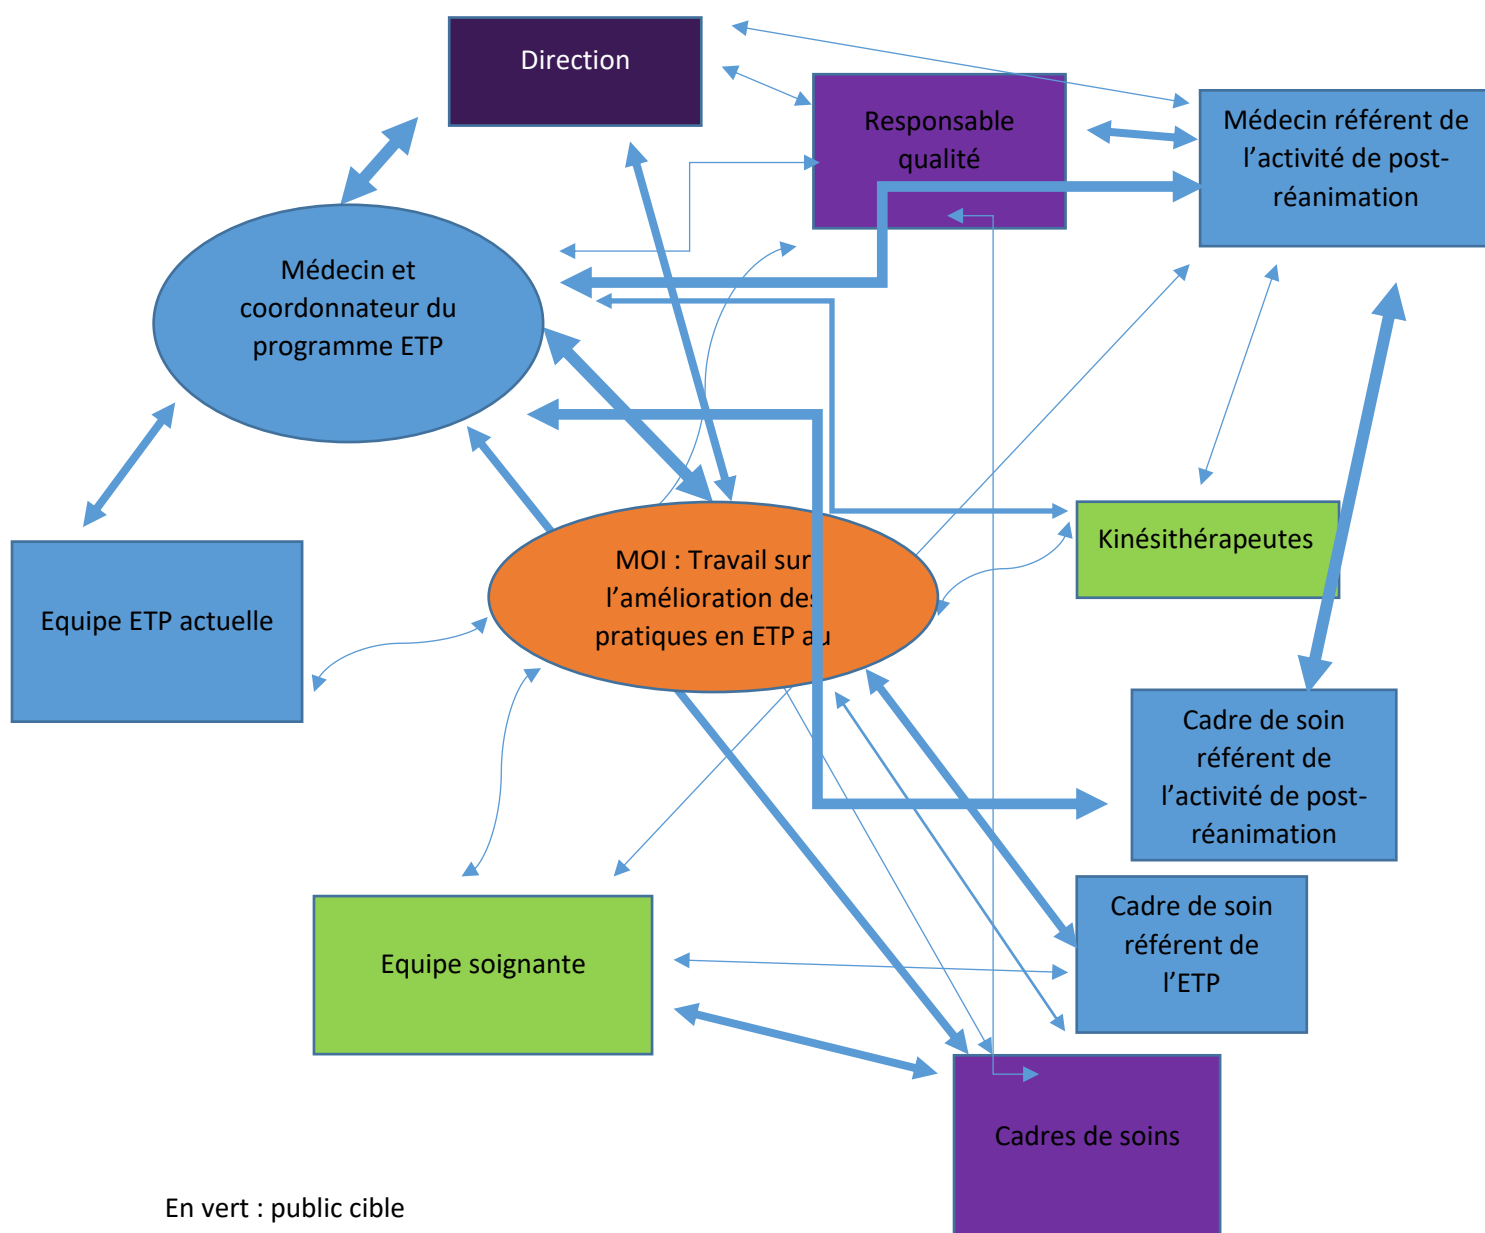 Direction
Responsable
qualité
Médecin référent de
l’activité de post-
réanimation
Médecin et
coordonnateur du
programme ETP
MOI : Travail sur
l’amélioration des
pratiques en ETP au
Kinésithérapeutes
Equipe ETP actuelle
Cadre de soin
référent de
l’activité de post-
réanimation
Cadre de soin
référent de
l’ETP
Equipe soignante
Cadres de soins
En vert : public cible